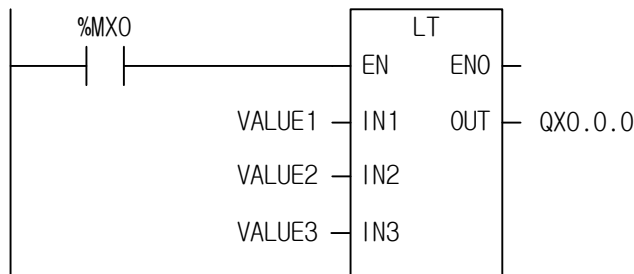 %MX0
LT
EN ENO
VALUE1 IN1 OUT QX0.0.0
VALUE2 IN2
VALUE3 IN3